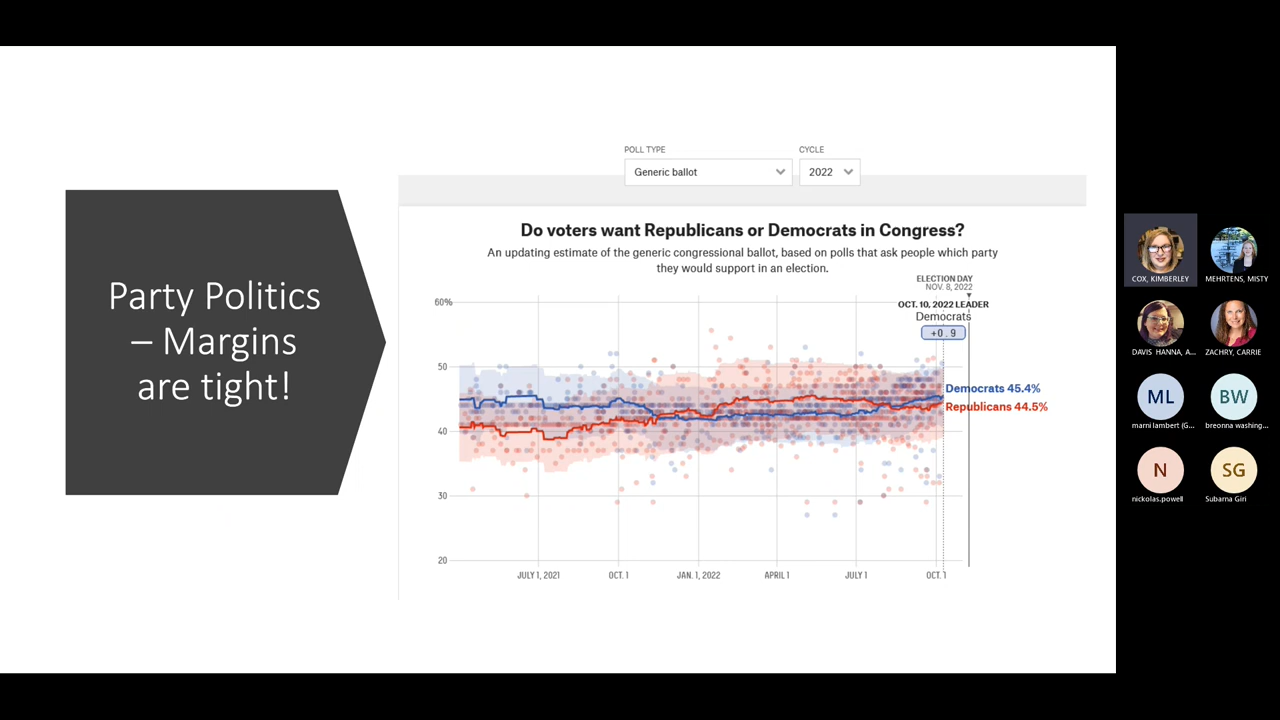 Party Politics
– Margins
are tight!
POLL TYPE
CYCLE
Generic ballot
2022
Do voters want Republicans or Democrats in Congress?
An updating estimate of the generic congressional ballot, based on polls that ask people which party
they would support in an election.
ELECTION DAY
NOV. 8, 2022
OCT. 10, 2022 LEADER
Democrats
+0.9
60%
50
40
30
20
Democrats 45.4%
Republicans 44.5%
JULY 1, 2021
OCT. 1
JAN. 1, 2022
APRIL 1
JULY 1
OCT. 1
COX, KIMBERLEY
MEHRTENS, MISTY
DAVIS HANNA, A...
ZACHRY, CARRIE
ML
BW
marni lambert (G...
breonna washing...
N
SG
nickolas.powell
Subarna Giri